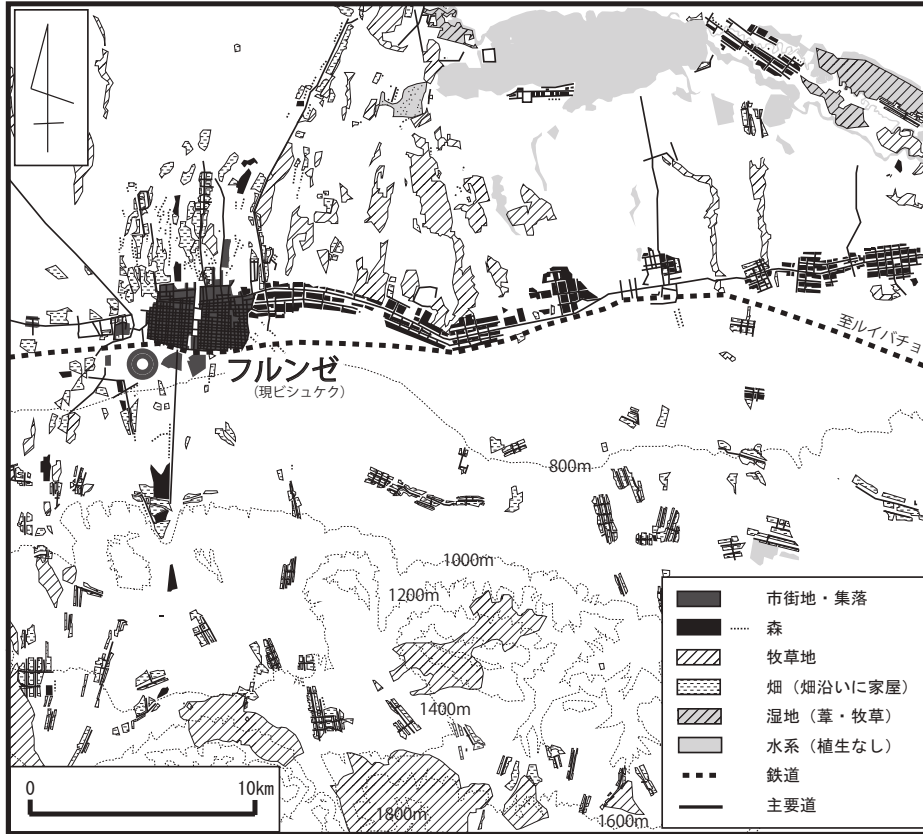 至ルイバチョ
フルンゼ
(現ビシュケク)
800m
1000m
1200m
1400m
1800m
1600m
0 10km
市街地・集落
森
牧草地
畑（畑沿いに家屋）
湿地（葦・牧草）
水系（植生なし）
鉄道
主要道